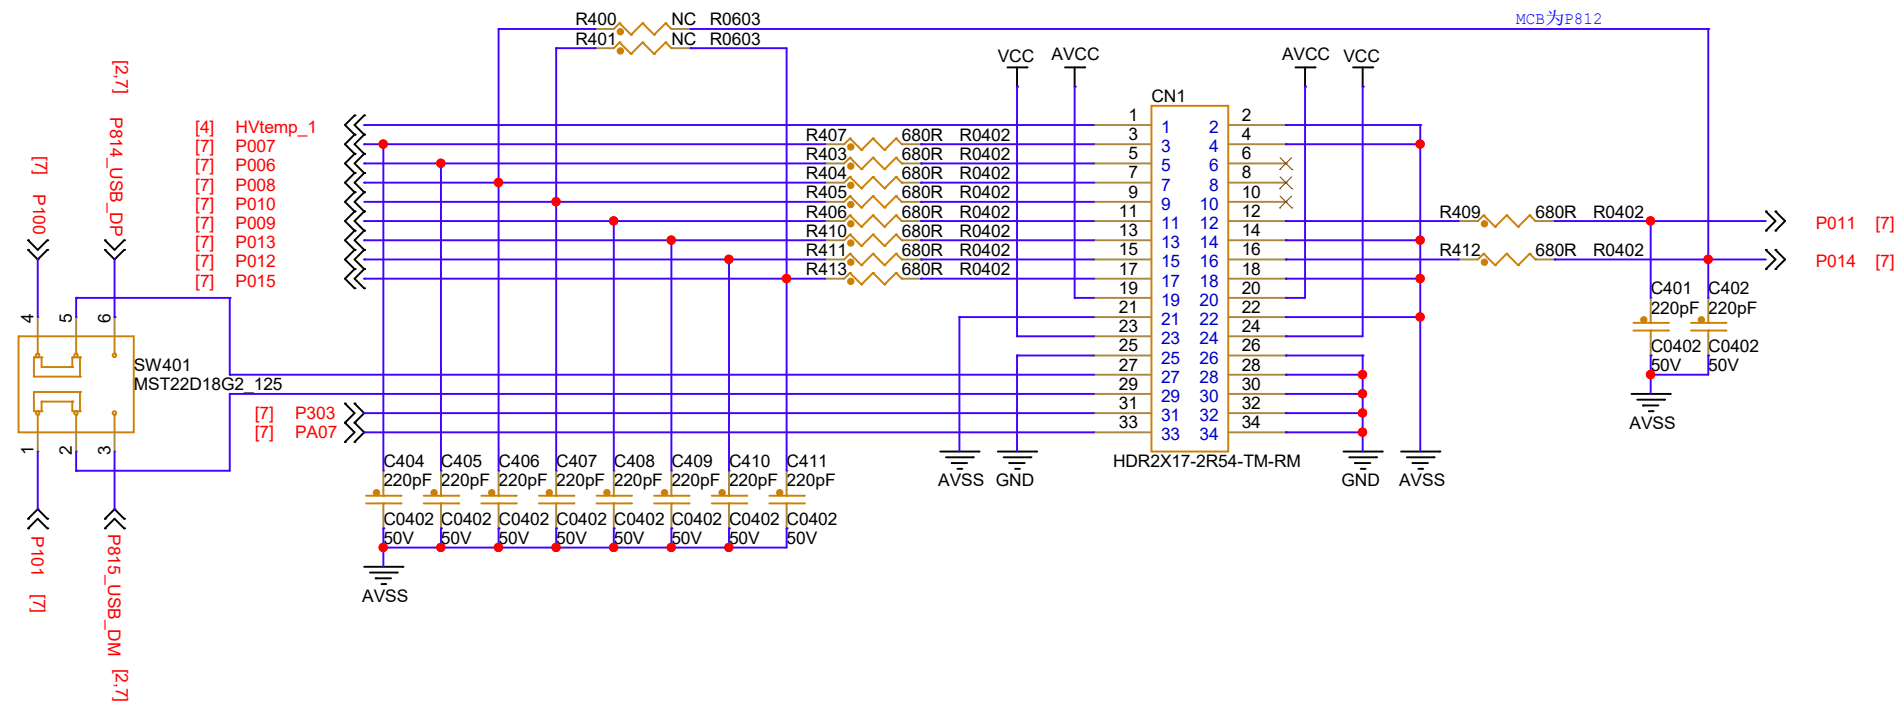 R400 NC R0603
R401 NC R0603
MCB为P812
VCC AVCC AVCC VCC
CN1
[2,7] P814_USB_DP
[7] P100
[4] HVtemp_1
[7] P007
[7] P006
[7] P008
[7] P010
[7] P009
[7] P013
[7] P012
[7] P015
R407 680R R0402
R403 680R R0402
R404 680R R0402
R405 680R R0402
R406 680R R0402
R410 680R R0402
R411 680R R0402
R413 680R R0402
1 1 2 2
3 3 4 4
5 5 6 6
7 7 8 8
9 9 10 10
11 11 12 12
13 13 14 14
15 15 16 16
17 17 18 18
19 19 20 20
21 21 22 22
23 23 24 24
25 25 26 26
27 27 28 28
29 29 30 30
31 31 32 32
33 33 34 34
HDR2X17-2R54-TM-RM
R409 680R R0402
R412 680R R0402
P011 [7]
P014 [7]
C401 C402
220pF 220pF
C0402 C0402
50V 50V
AVSS
4 5 6
SW401
MST22D18G2_125
1 2 3
[7] P303
[7] PA07
P101 [7]
P815_USB_DM [2,7]
C404 C405 C406 C407 C408 C409 C410 C411
220pF 220pF 220pF 220pF 220pF 220pF 220pF 220pF
C0402 C0402 C0402 C0402 C0402 C0402 C0402 C0402
50V 50V 50V 50V 50V 50V 50V 50V
AVSS
AVSS GND GND AVSS